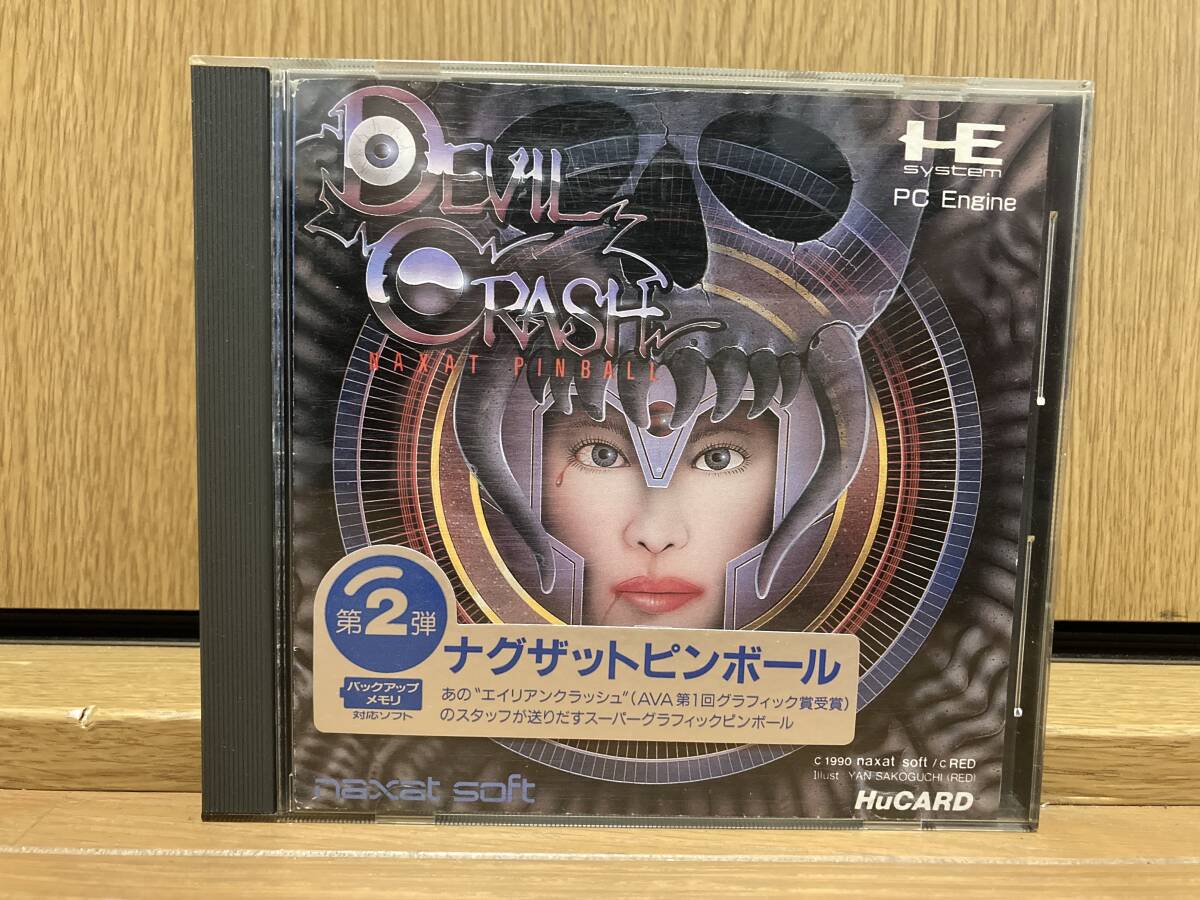 DEVIL
CRASH
NAXAT PINBALL
HE
system
PC Engine
第2弾
ナグザットピンボール
バックアップ
メモリ
対応ソフト
あの"エイリアンクラッシュ"(AVA第1回グラフィック賞受賞)
のスタッフが送りだすスーパーグラフィックピンボール
C 1990 naxat soft / C RED
Illust YAN SAKOGUCHI (RED)
naxat soft
HuCARD